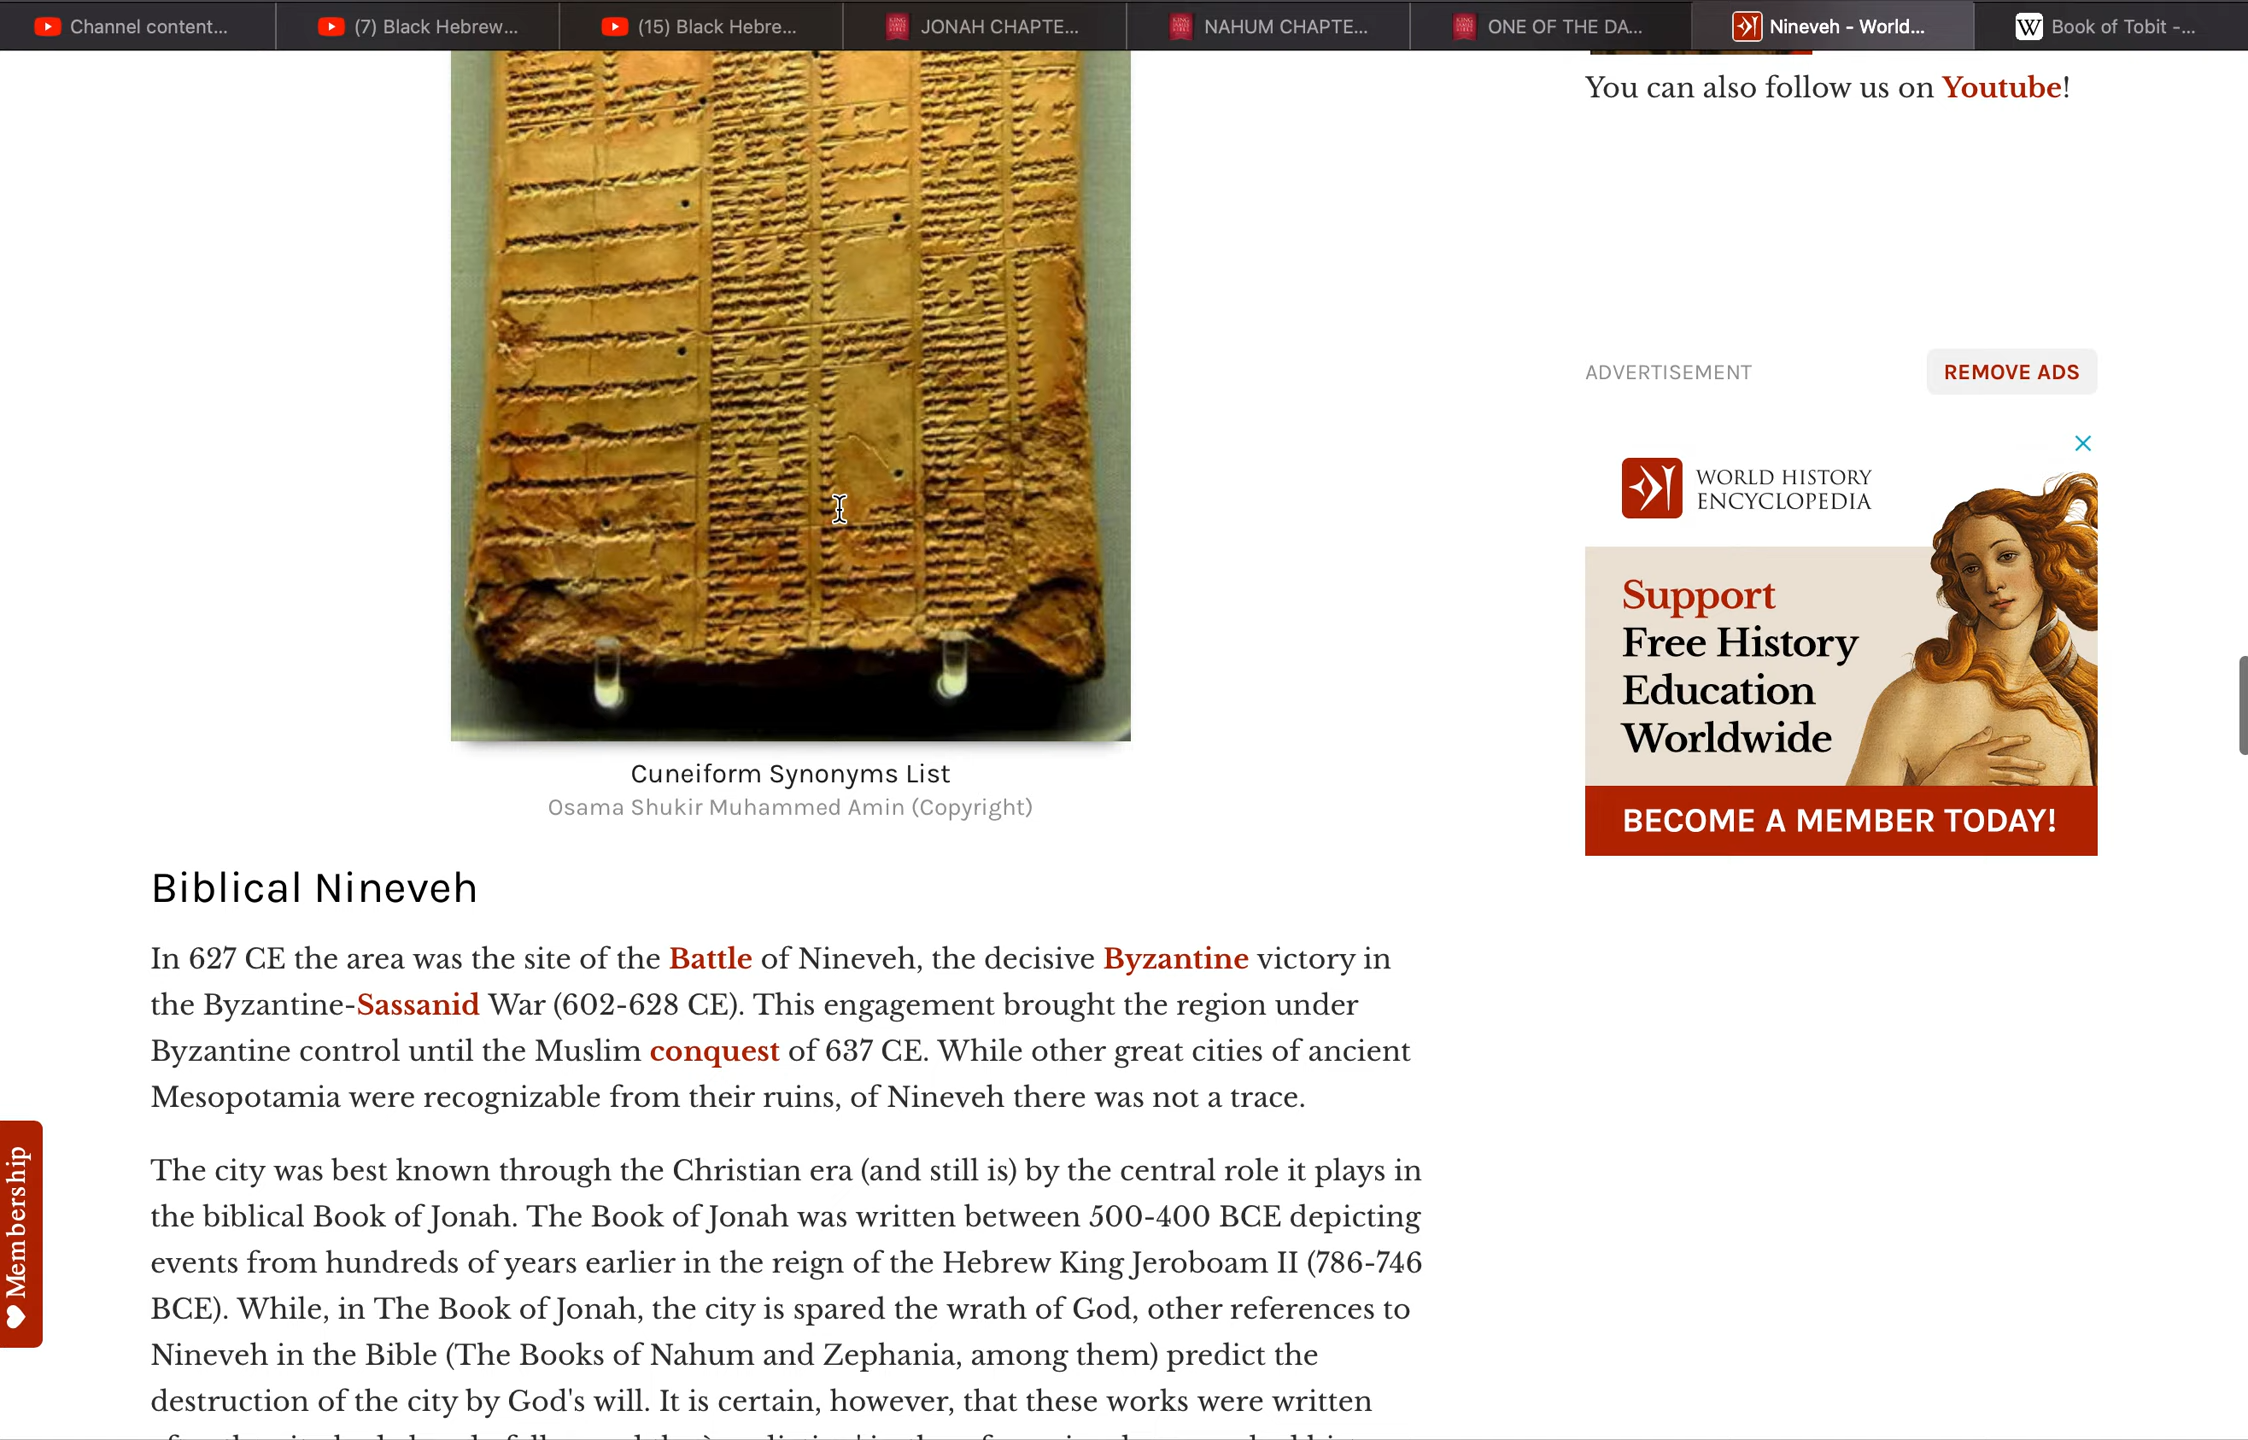 Channel content...
(7) Black Hebrew...
(15) Black Hebre...
JONAH CHAPTE...
NAHUM CHAPTE...
ONE OF THE DA...
Nineveh - World...
Book of Tobit -...
You can also follow us on Youtube!
ADVERTISEMENT
REMOVE ADS
WORLD HISTORY
ENCYCLOPEDIA
Support
Free History
Education
Worldwide
BECOME A MEMBER TODAY!
Cuneiform Synonyms List
Osama Shukir Muhammed Amin (Copyright)
Biblical Nineveh
In 627 CE the area was the site of the Battle of Nineveh, the decisive Byzantine victory in
the Byzantine-Sassanid War (602-628 CE). This engagement brought the region under
Byzantine control until the Muslim conquest of 637 CE. While other great cities of ancient
Mesopotamia were recognizable from their ruins, of Nineveh there was not a trace.
The city was best known through the Christian era (and still is) by the central role it plays in
the biblical Book of Jonah. The Book of Jonah was written between 500-400 BCE depicting
events from hundreds of years earlier in the reign of the Hebrew King Jeroboam II (786-746
BCE). While, in The Book of Jonah, the city is spared the wrath of God, other references to
Nineveh in the Bible (The Books of Nahum and Zephania, among them) predict the
destruction of the city by God's will. It is certain, however, that these works were written
Membership